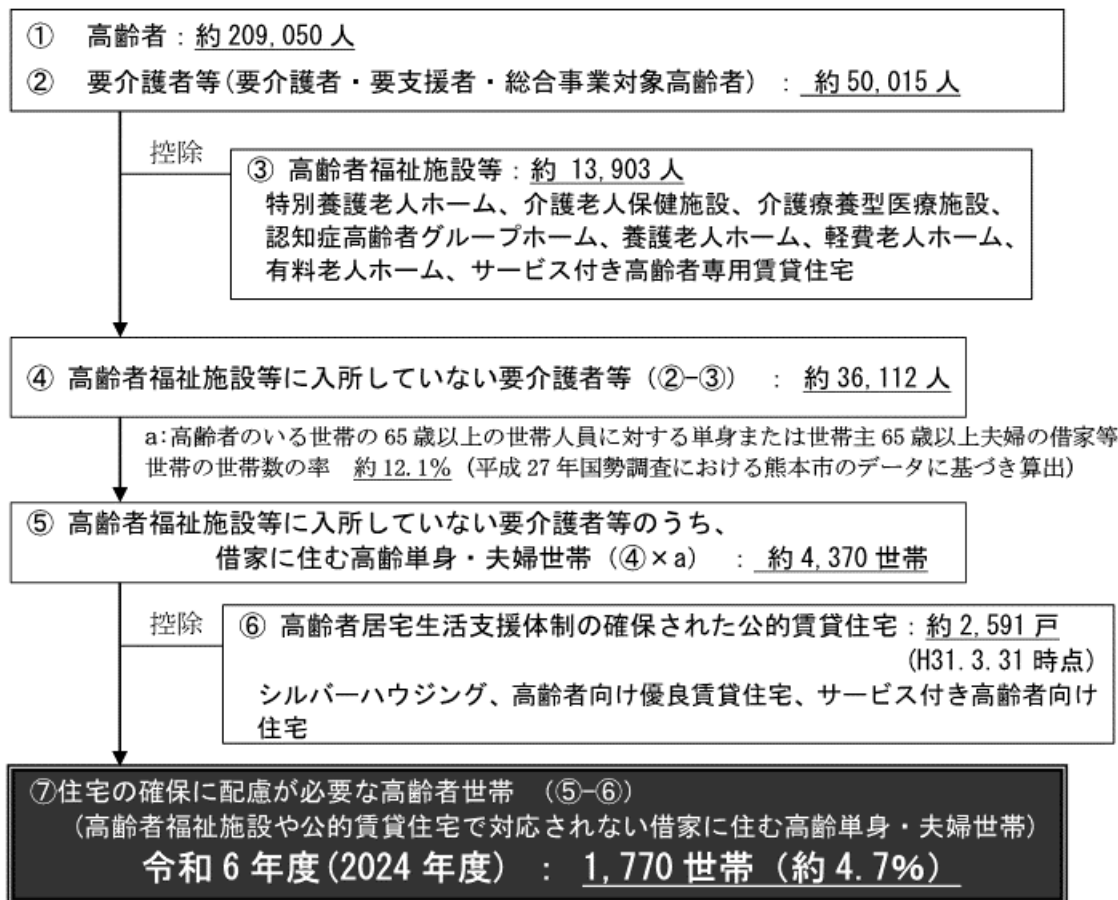 ① 高齢者：約 209,050 人
② 要介護者等(要介護者・要支援者・総合事業対象高齢者) ： 約 50,015 人
控除
③ 高齢者福祉施設等：約 13,903 人
特別養護老人ホーム、介護老人保健施設、介護療養型医療施設、
認知症高齢者グループホーム、養護老人ホーム、軽費老人ホーム、
有料老人ホーム、サービス付き高齢者専用賃貸住宅
④ 高齢者福祉施設等に入所していない要介護者等（②-③） ： 約 36,112 人
a:高齢者のいる世帯の 65 歳以上の世帯人員に対する単身または世帯主 65 歳以上夫婦の借家等
世帯の世帯数の率 約 12.1% (平成 27 年国勢調査における熊本市のデータに基づき算出)
⑤ 高齢者福祉施設等に入所していない要介護者等のうち、
借家に住む高齢単身・夫婦世帯（④×a） ： 約 4,370 世帯
控除
⑥ 高齢者居宅生活支援体制の確保された公的賃貸住宅：約 2,591 戸
(H31.3.31 時点)
シルバーハウジング、高齢者向け優良賃貸住宅、サービス付き高齢者向け
住宅
⑦住宅の確保に配慮が必要な高齢者世帯 （⑤-⑥）
（高齢者福祉施設や公的賃貸住宅で対応されない借家に住む高齢単身・夫婦世帯）
令和 6 年度(2024 年度) ： 1,770 世帯（約 4.7%）